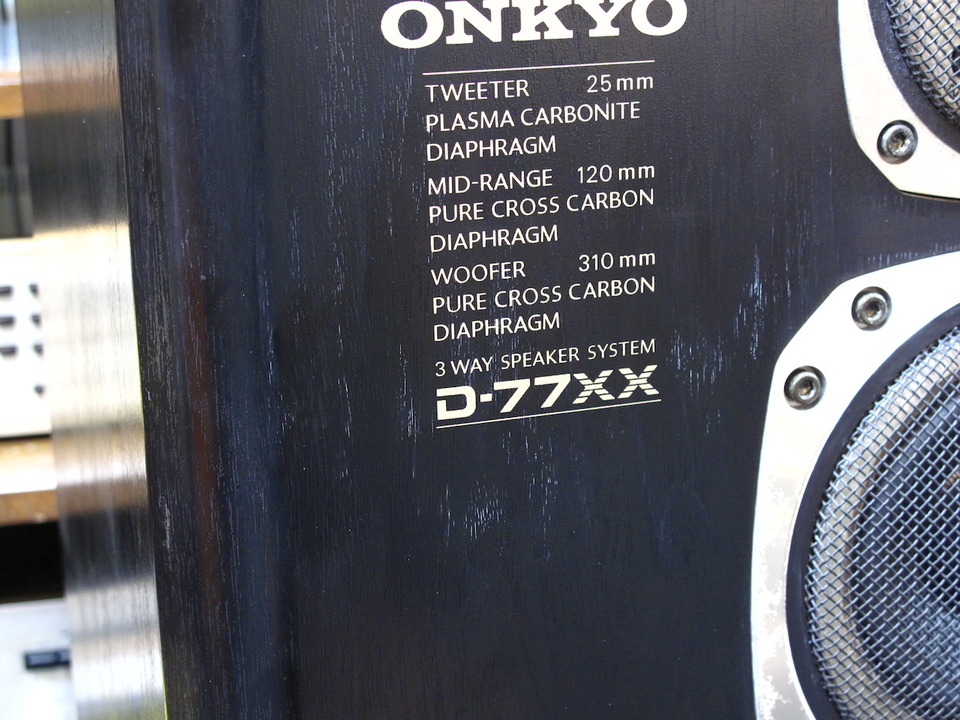 ONKYO
TWEETER 25mm
PLASMA CARBONITE
DIAPHRAGM
MID-RANGE 120mm
PURE CROSS CARBON
DIAPHRAGM
WOOFER 310mm
PURE CROSS CARBON
DIAPHRAGM
3 WAY SPEAKER SYSTEM
D-77XX